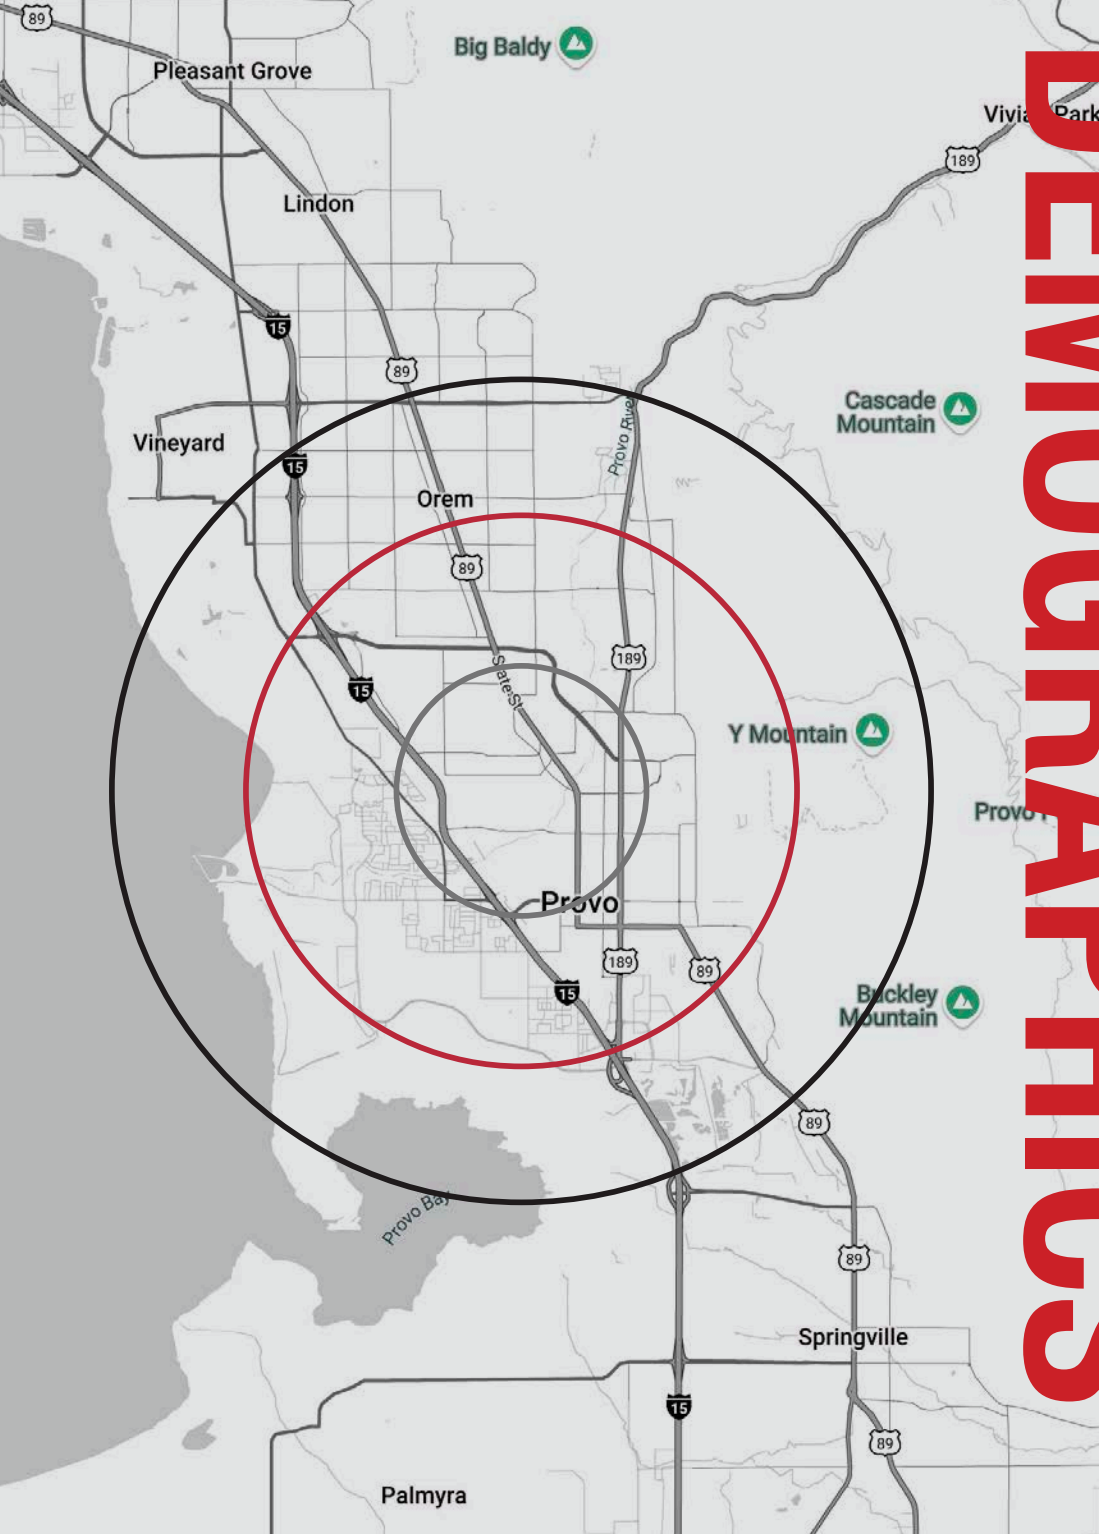 89
Big Baldy
Pleasant Grove
Vivian Park
189
Lindon
15
89
Cascade
Mountain
Provo River
Vineyard
15
Orem
89
189
State St
15
Y Mountain
Provo
Provo
189
89
15
Buckley
Mountain
89
Provo Bay
89
Springville
15
89
Palmyra
DEMOGRAPHICS